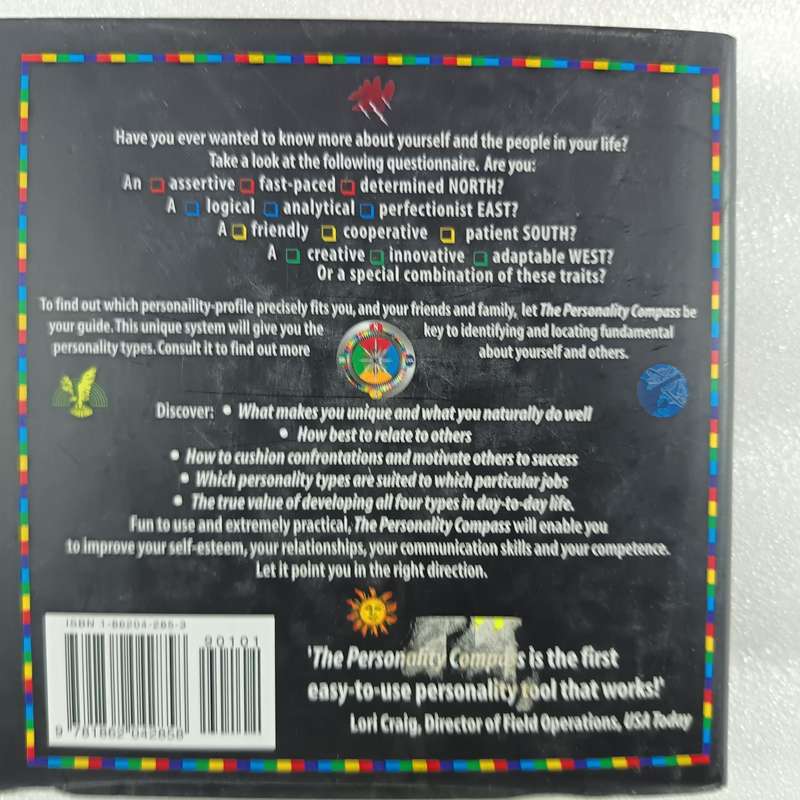 Have you ever wanted to know more about yourself and the people in your life?
Take a look at the following questionnaire. Are you:
An assertive fast-paced determined NORTH?
A logical analytical perfectionist EAST?
A friendly cooperative patient SOUTH?
A creative innovative adaptable WEST?
Or a special combination of these traits?
To find out which personaility-profile precisely fits you, and your friends and family, let The Personality Compass be
your guide. This unique system will give you the key to identifying and locating fundamental
personality types. Consult it to find out more about yourself and others.
Discover: • What makes you unique and what you naturally do well
• How best to relate to others
• How to cushion confrontations and motivate others to success
• Which personality types are suited to which particular jobs
• The true value of developing all four types in day-to-day life.
Fun to use and extremely practical, The Personality Compass will enable you
to improve your self-esteem, your relationships, your communication skills and your competence.
Let it point you in the right direction.
ISBN 1-86204-285-3
90101
9 781862 042858
'The Personality Compass is the first
easy-to-use personality tool that works!'
Lori Craig, Director of Field Operations, USA Today